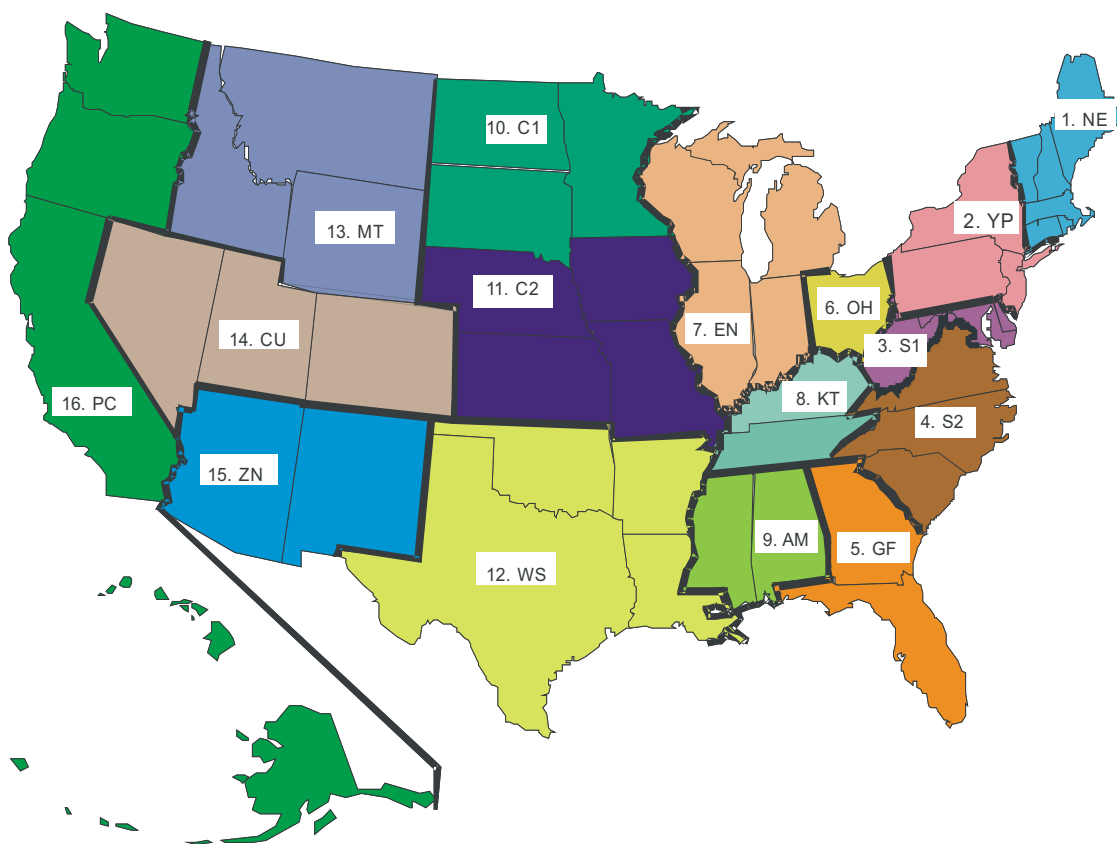 1. NE
2. YP
3. S1
4. S2
5. GF
6. OH
7. EN
8. KT
9. AM
10. C1
11. C2
12. WS
13. MT
14. CU
15. ZN
16. PC